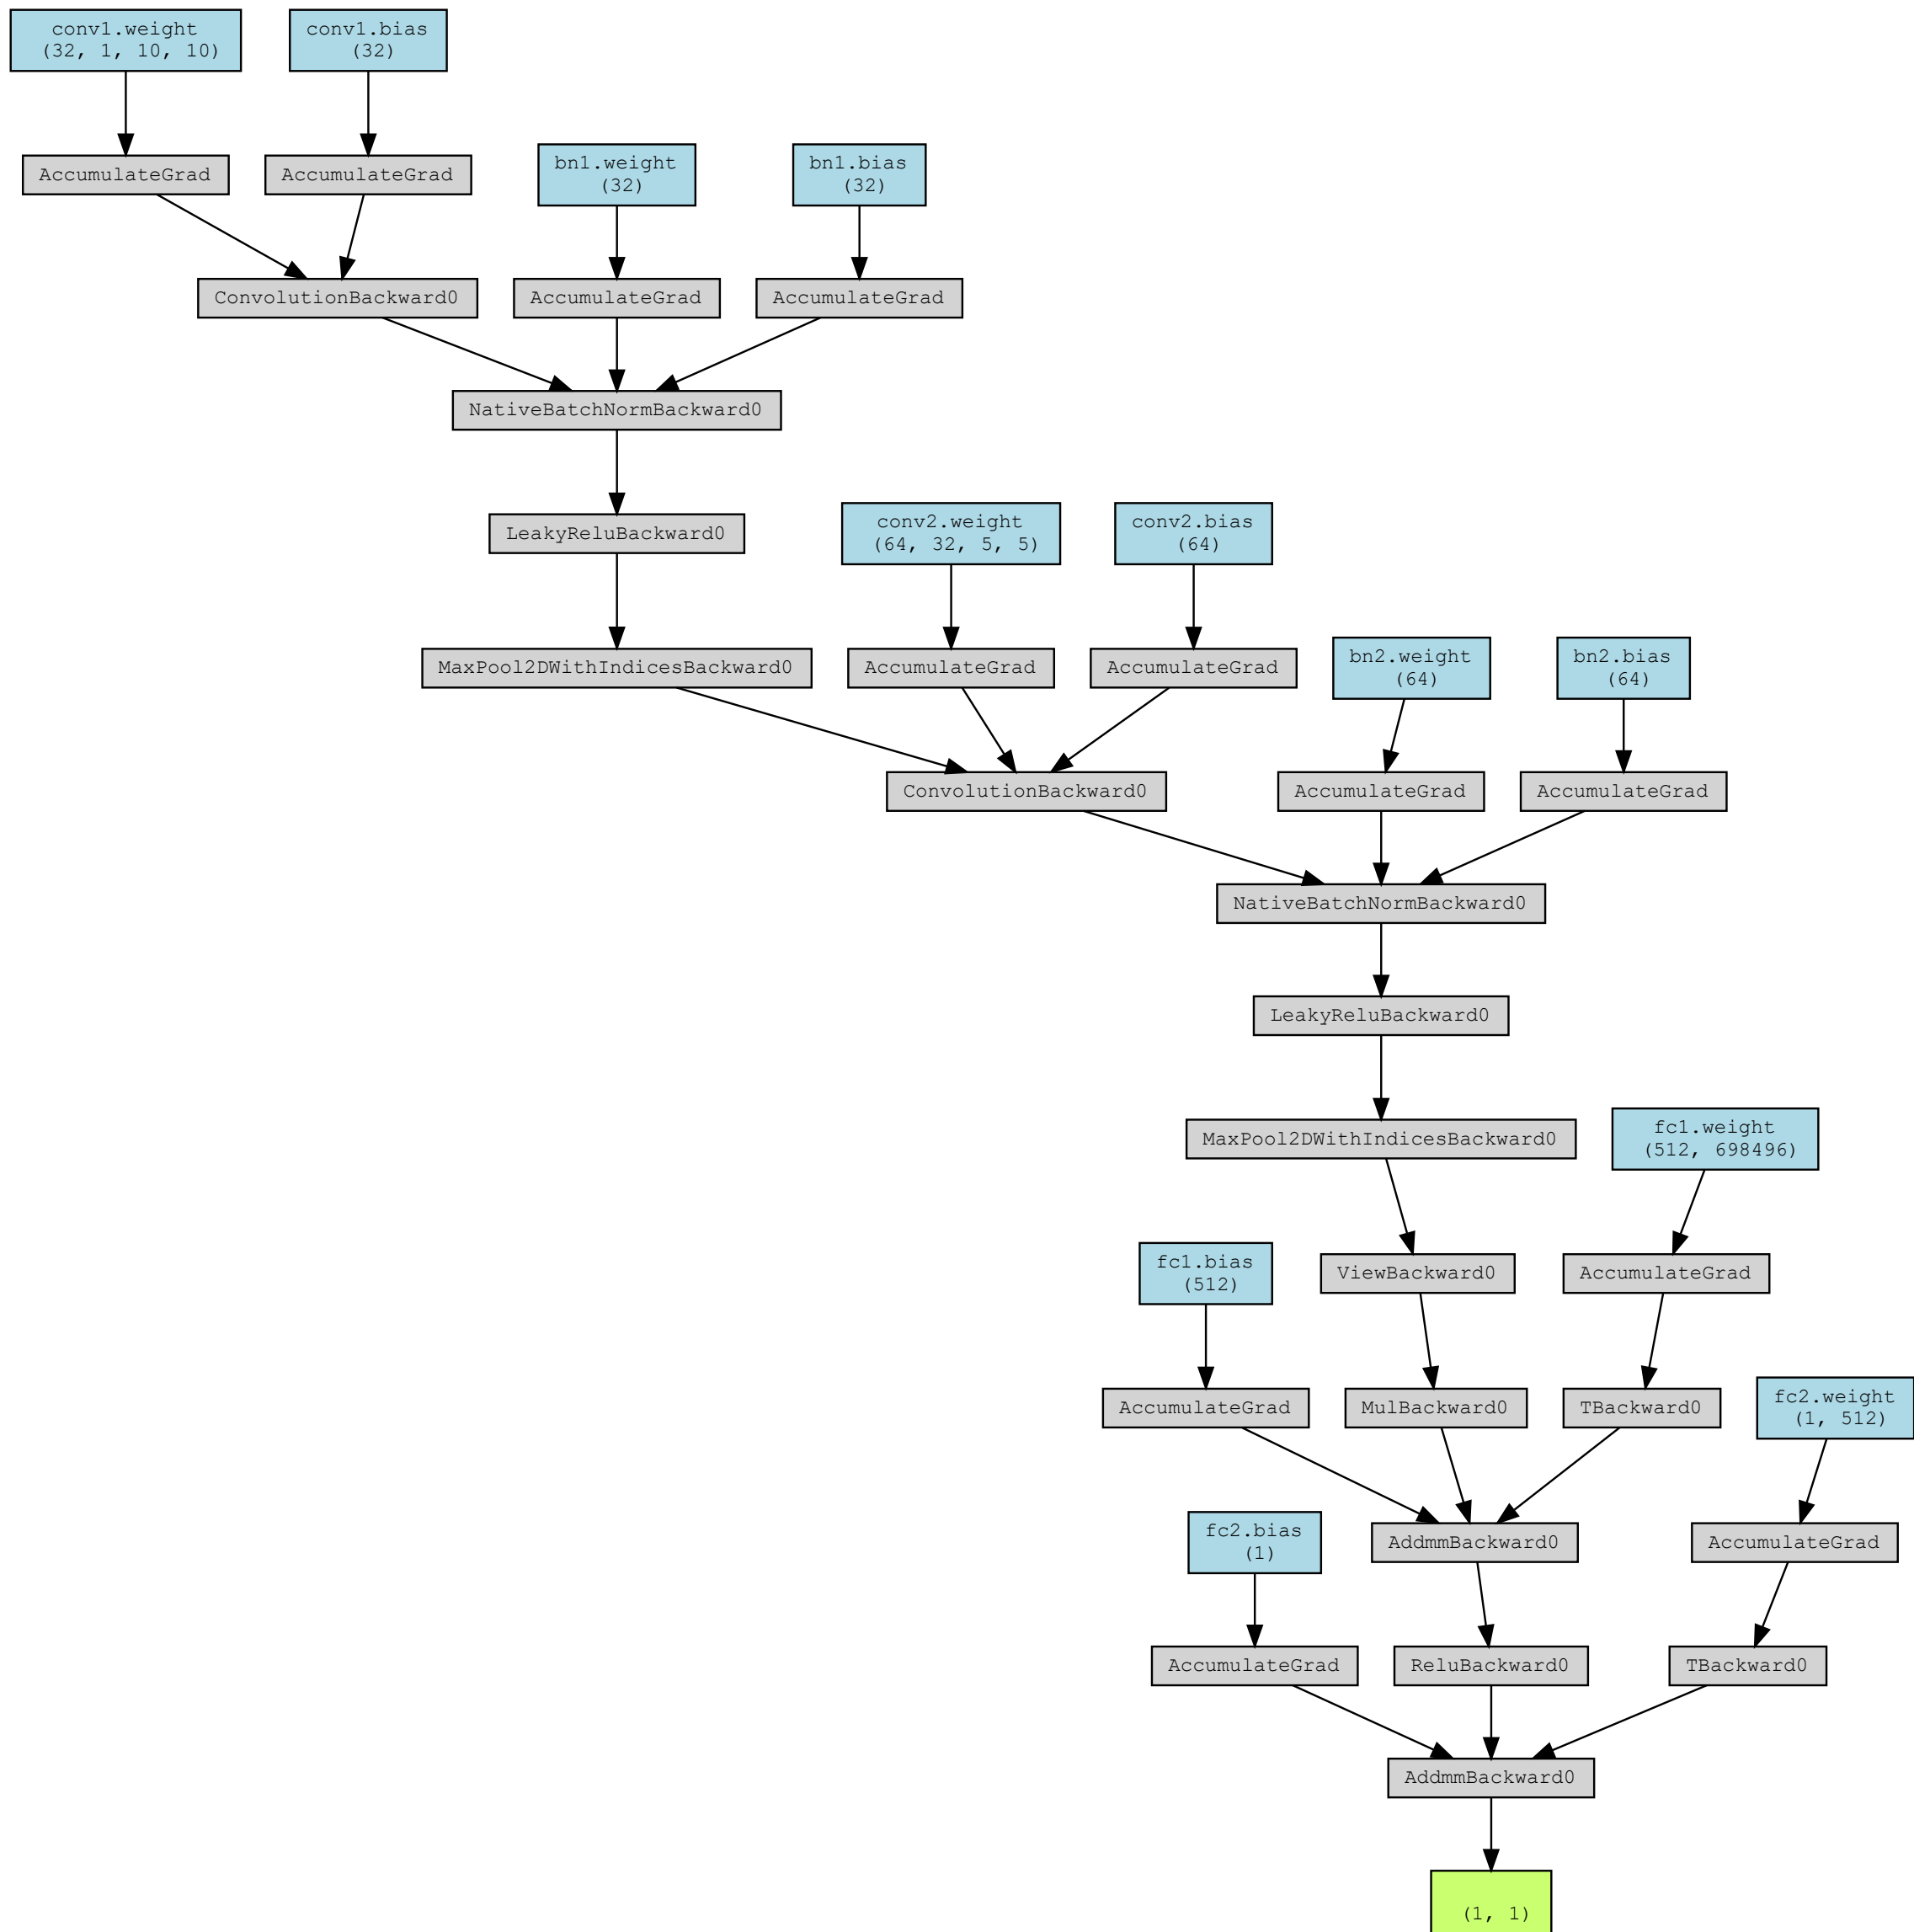 conv1.weight
(32, 1, 10, 10)
conv1.bias
(32)
AccumulateGrad
AccumulateGrad
bn1.weight
(32)
bn1.bias
(32)
ConvolutionBackward0
AccumulateGrad
AccumulateGrad
NativeBatchNormBackward0
LeakyReluBackward0
conv2.weight
(64, 32, 5, 5)
conv2.bias
(64)
MaxPool2DWithIndicesBackward0
AccumulateGrad
AccumulateGrad
bn2.weight
(64)
bn2.bias
(64)
ConvolutionBackward0
AccumulateGrad
AccumulateGrad
NativeBatchNormBackward0
LeakyReluBackward0
MaxPool2DWithIndicesBackward0
fc1.weight
(512, 698496)
fc1.bias
(512)
ViewBackward0
AccumulateGrad
AccumulateGrad
MulBackward0
TBackward0
fc2.weight
(1, 512)
fc2.bias
(1)
AddmmBackward0
AccumulateGrad
AccumulateGrad
ReluBackward0
TBackward0
AddmmBackward0
(1, 1)